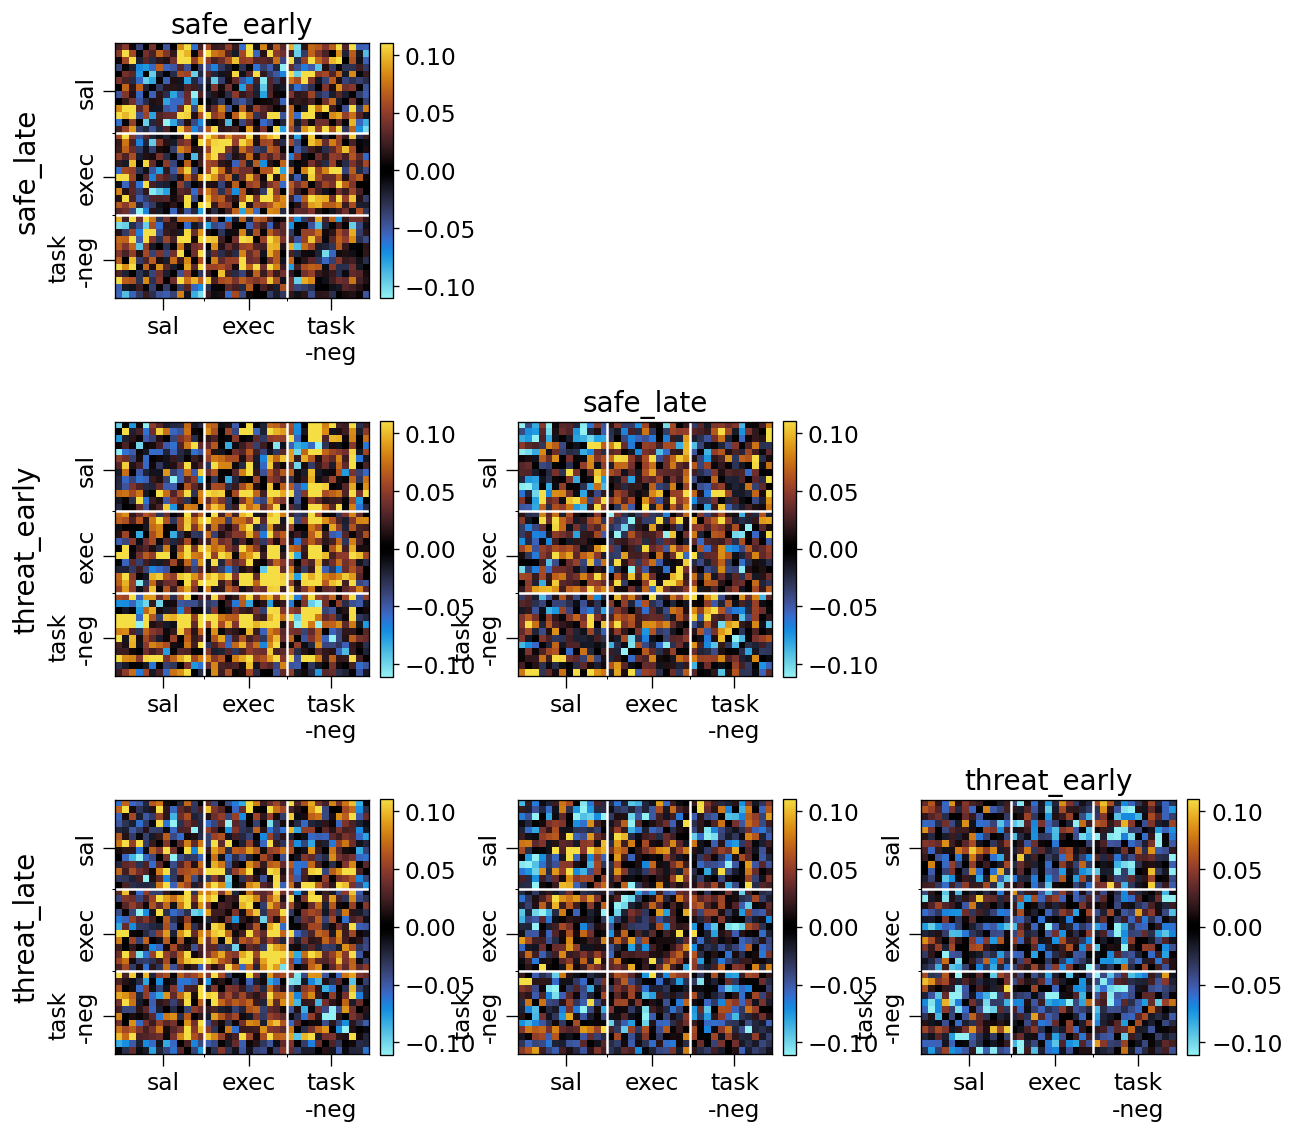 safe_early
safe_late
sal
exec
task
-neg
0.10
0.05
0.00
−0.05
−0.10
sal
exec
task
-neg
safe_late
threat_early
sal
exec
task
-neg
0.10
0.05
0.00
−0.05
−0.10
sal
exec
task
-neg
sal
exec
task
-neg
0.10
0.05
0.00
−0.05
−0.10
sal
exec
task
-neg
threat_early
threat_late
sal
exec
task
-neg
0.10
0.05
0.00
−0.05
−0.10
sal
exec
task
-neg
sal
exec
task
-neg
0.10
0.05
0.00
−0.05
−0.10
sal
exec
task
-neg
sal
exec
task
-neg
0.10
0.05
0.00
−0.05
−0.10
sal
exec
task
-neg